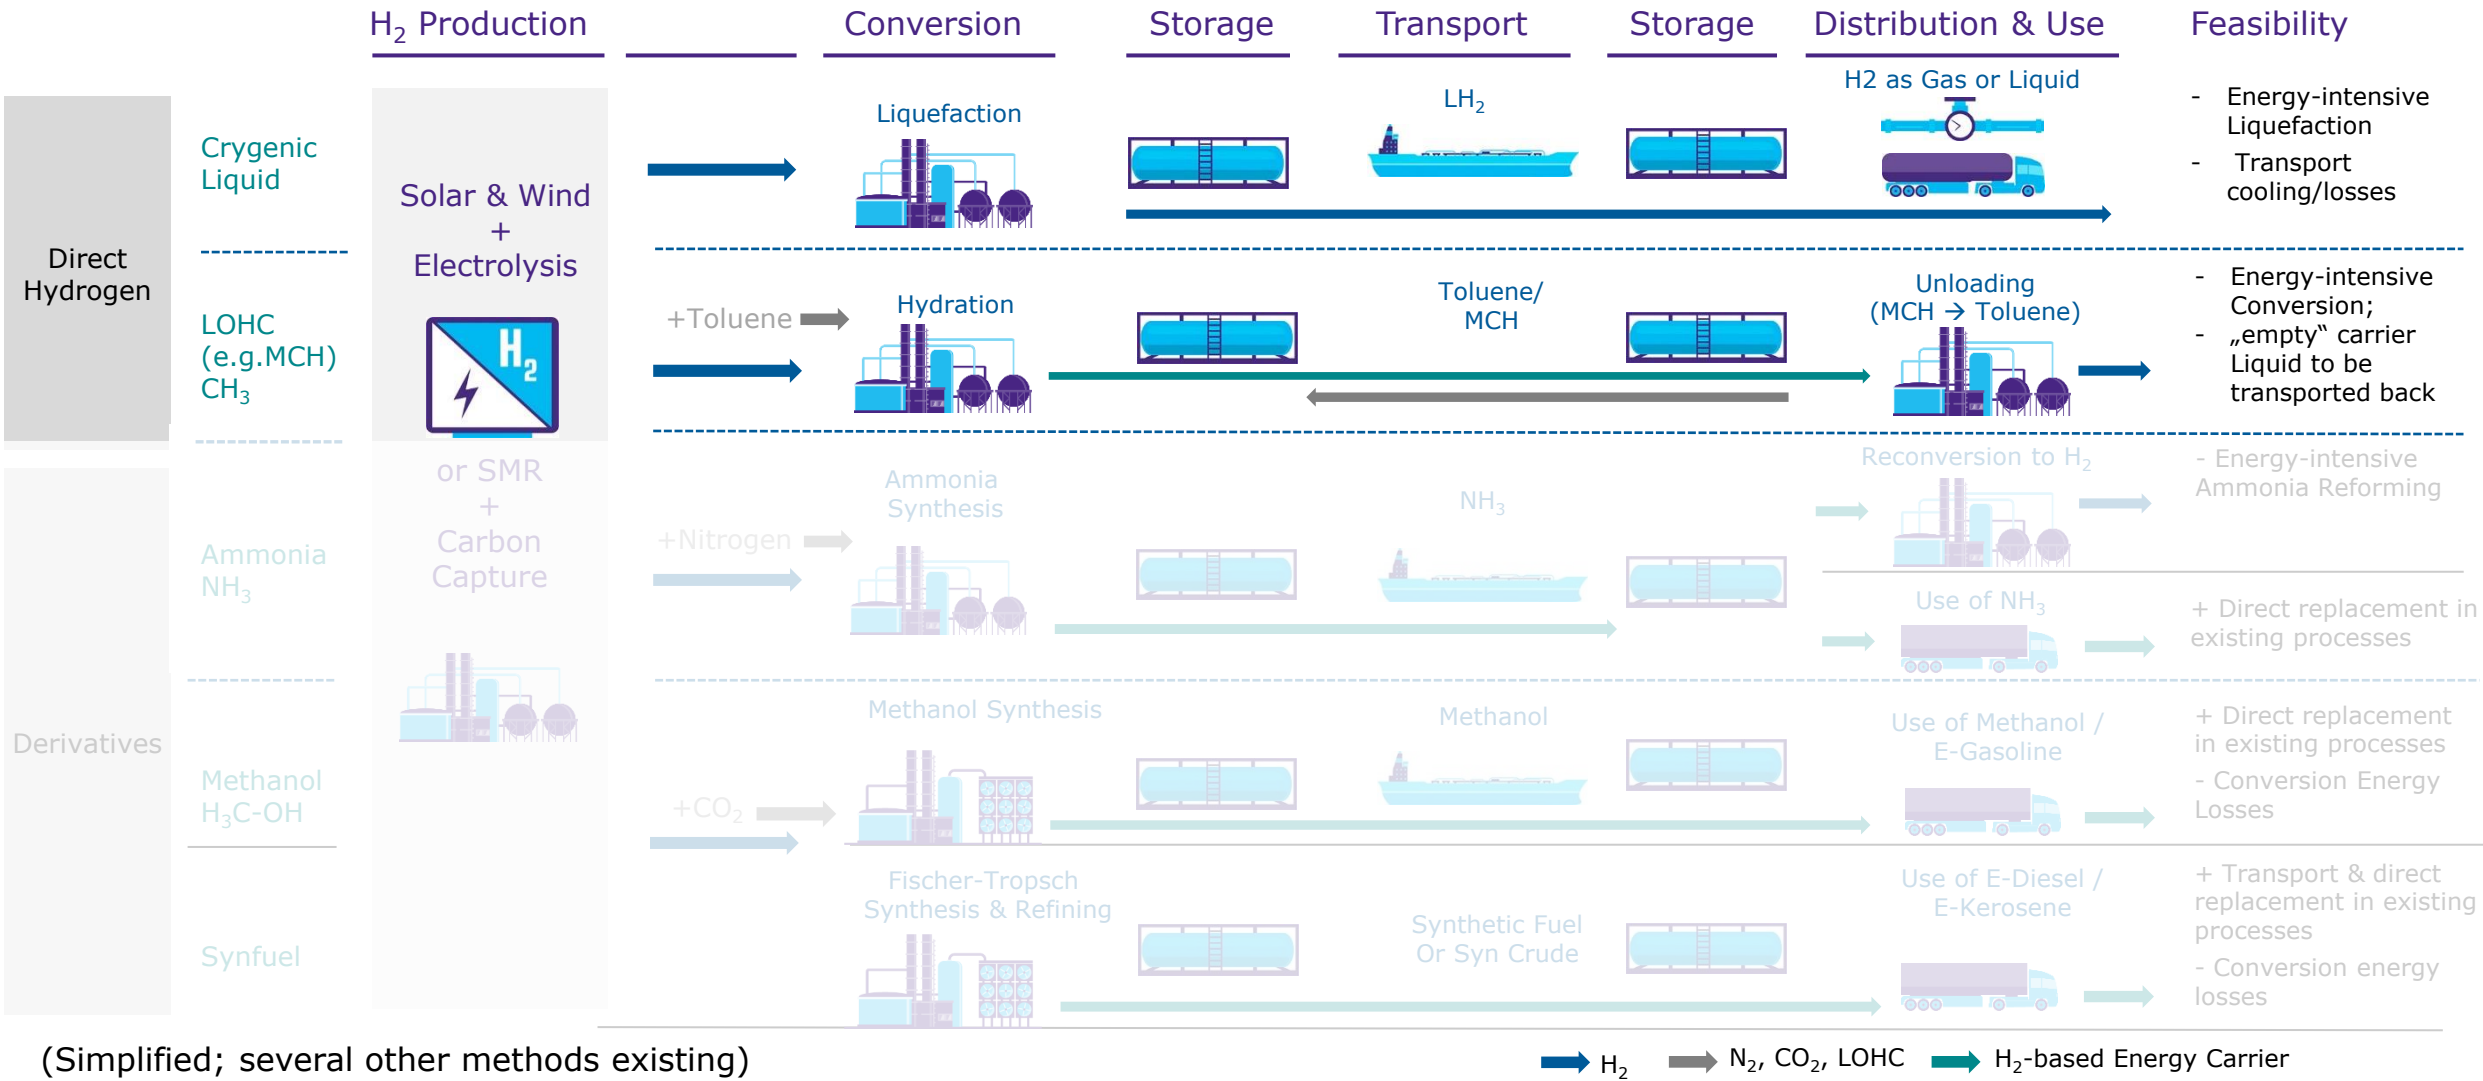 H2 Production
Conversion
Storage
Transport
Storage
Distribution & Use
Feasibility
Direct
Hydrogen
Crygenic
Liquid
Solar & Wind
+
Electrolysis
H2
Liquefaction
LH2
H2 as Gas or Liquid
- Energy-intensive
Liquefaction
- Transport
cooling/losses
LOHC
(e.g.MCH)
CH3
+Toluene
Hydration
Toluene/
MCH
Unloading
(MCH → Toluene)
- Energy-intensive
Conversion;
- „empty“ carrier
Liquid to be
transported back
Derivatives
or SMR
+
Carbon
Capture
Ammonia
NH3
+Nitrogen
Ammonia
Synthesis
NH3
Reconversion to H2
- Energy-intensive
Ammonia Reforming
Use of NH3
+ Direct replacement in
existing processes
Methanol
H3C-OH
+CO2
Methanol Synthesis
Methanol
Use of Methanol /
E-Gasoline
+ Direct replacement
in existing processes
- Conversion Energy
Losses
Synfuel
Fischer-Tropsch
Synthesis & Refining
Synthetic Fuel
Or Syn Crude
Use of E-Diesel /
E-Kerosene
+ Transport & direct
replacement in existing
processes
- Conversion energy
losses
(Simplified; several other methods existing)
H2
N2, CO2, LOHC
H2-based Energy Carrier